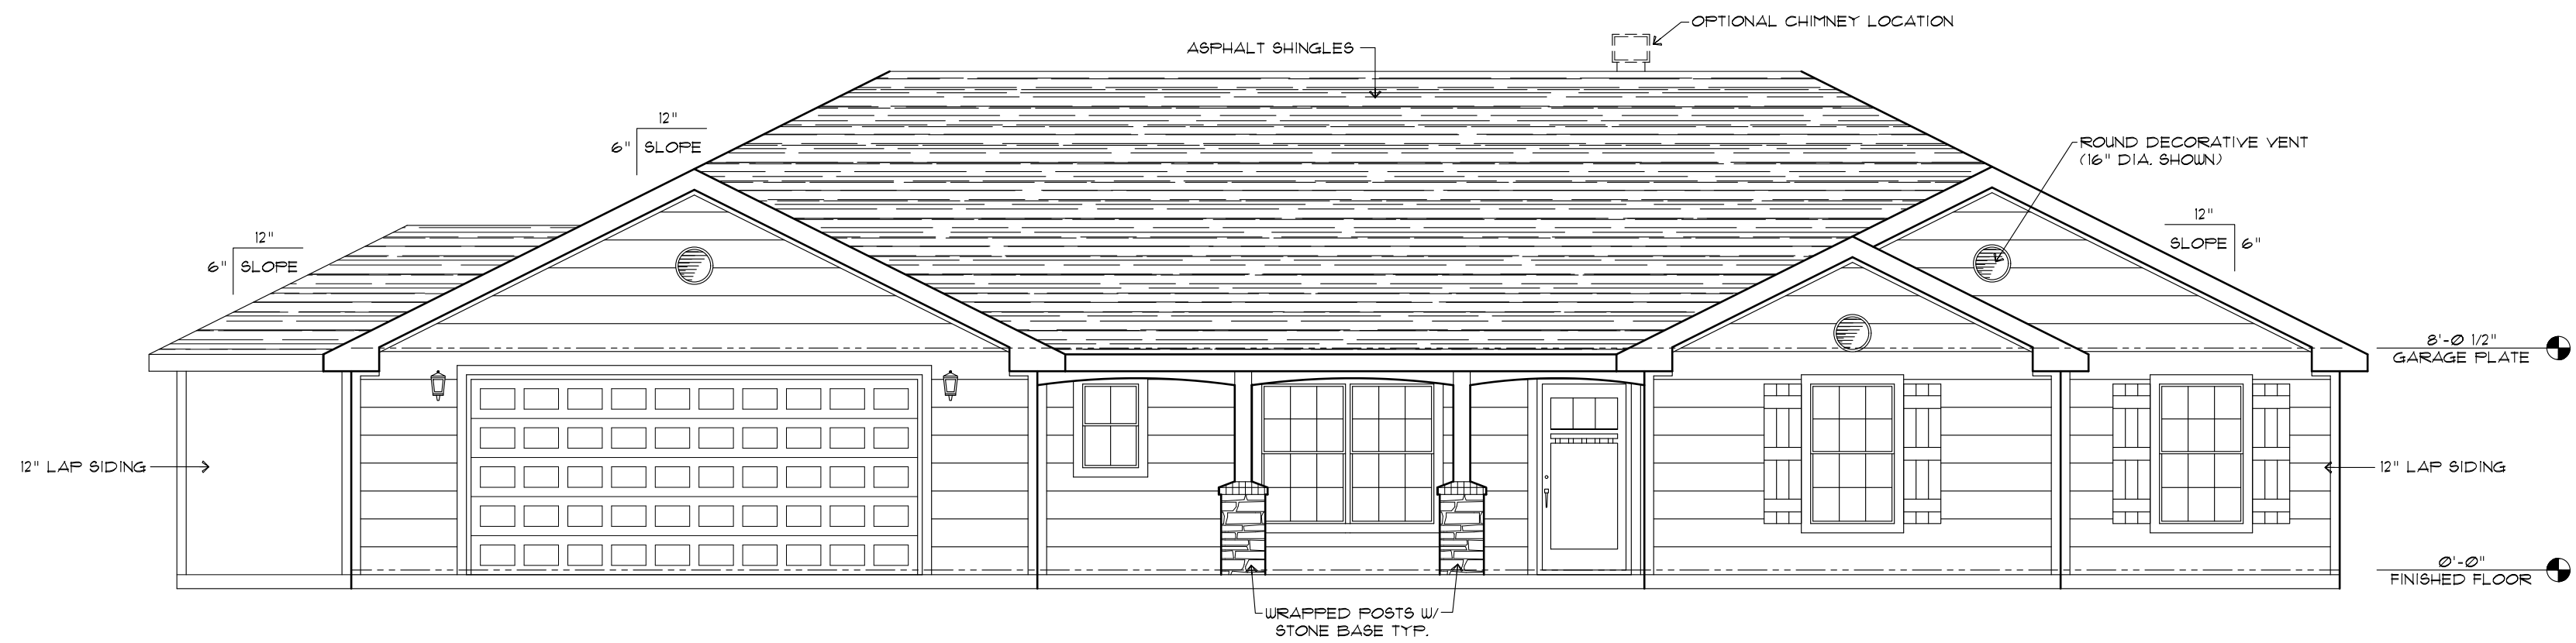 OPTIONAL CHIMNEY LOCATION
ASPHALT SHINGLES
12"
6" SLOPE
ROUND DECORATIVE VENT
(16" DIA. SHOWN)
12"
SLOPE 6"
12"
6" SLOPE
8'-0 1/2"
GARAGE PLATE
12" LAP SIDING
12" LAP SIDING
0'-0"
FINISHED FLOOR
WRAPPED POSTS W/
STONE BASE TYP.